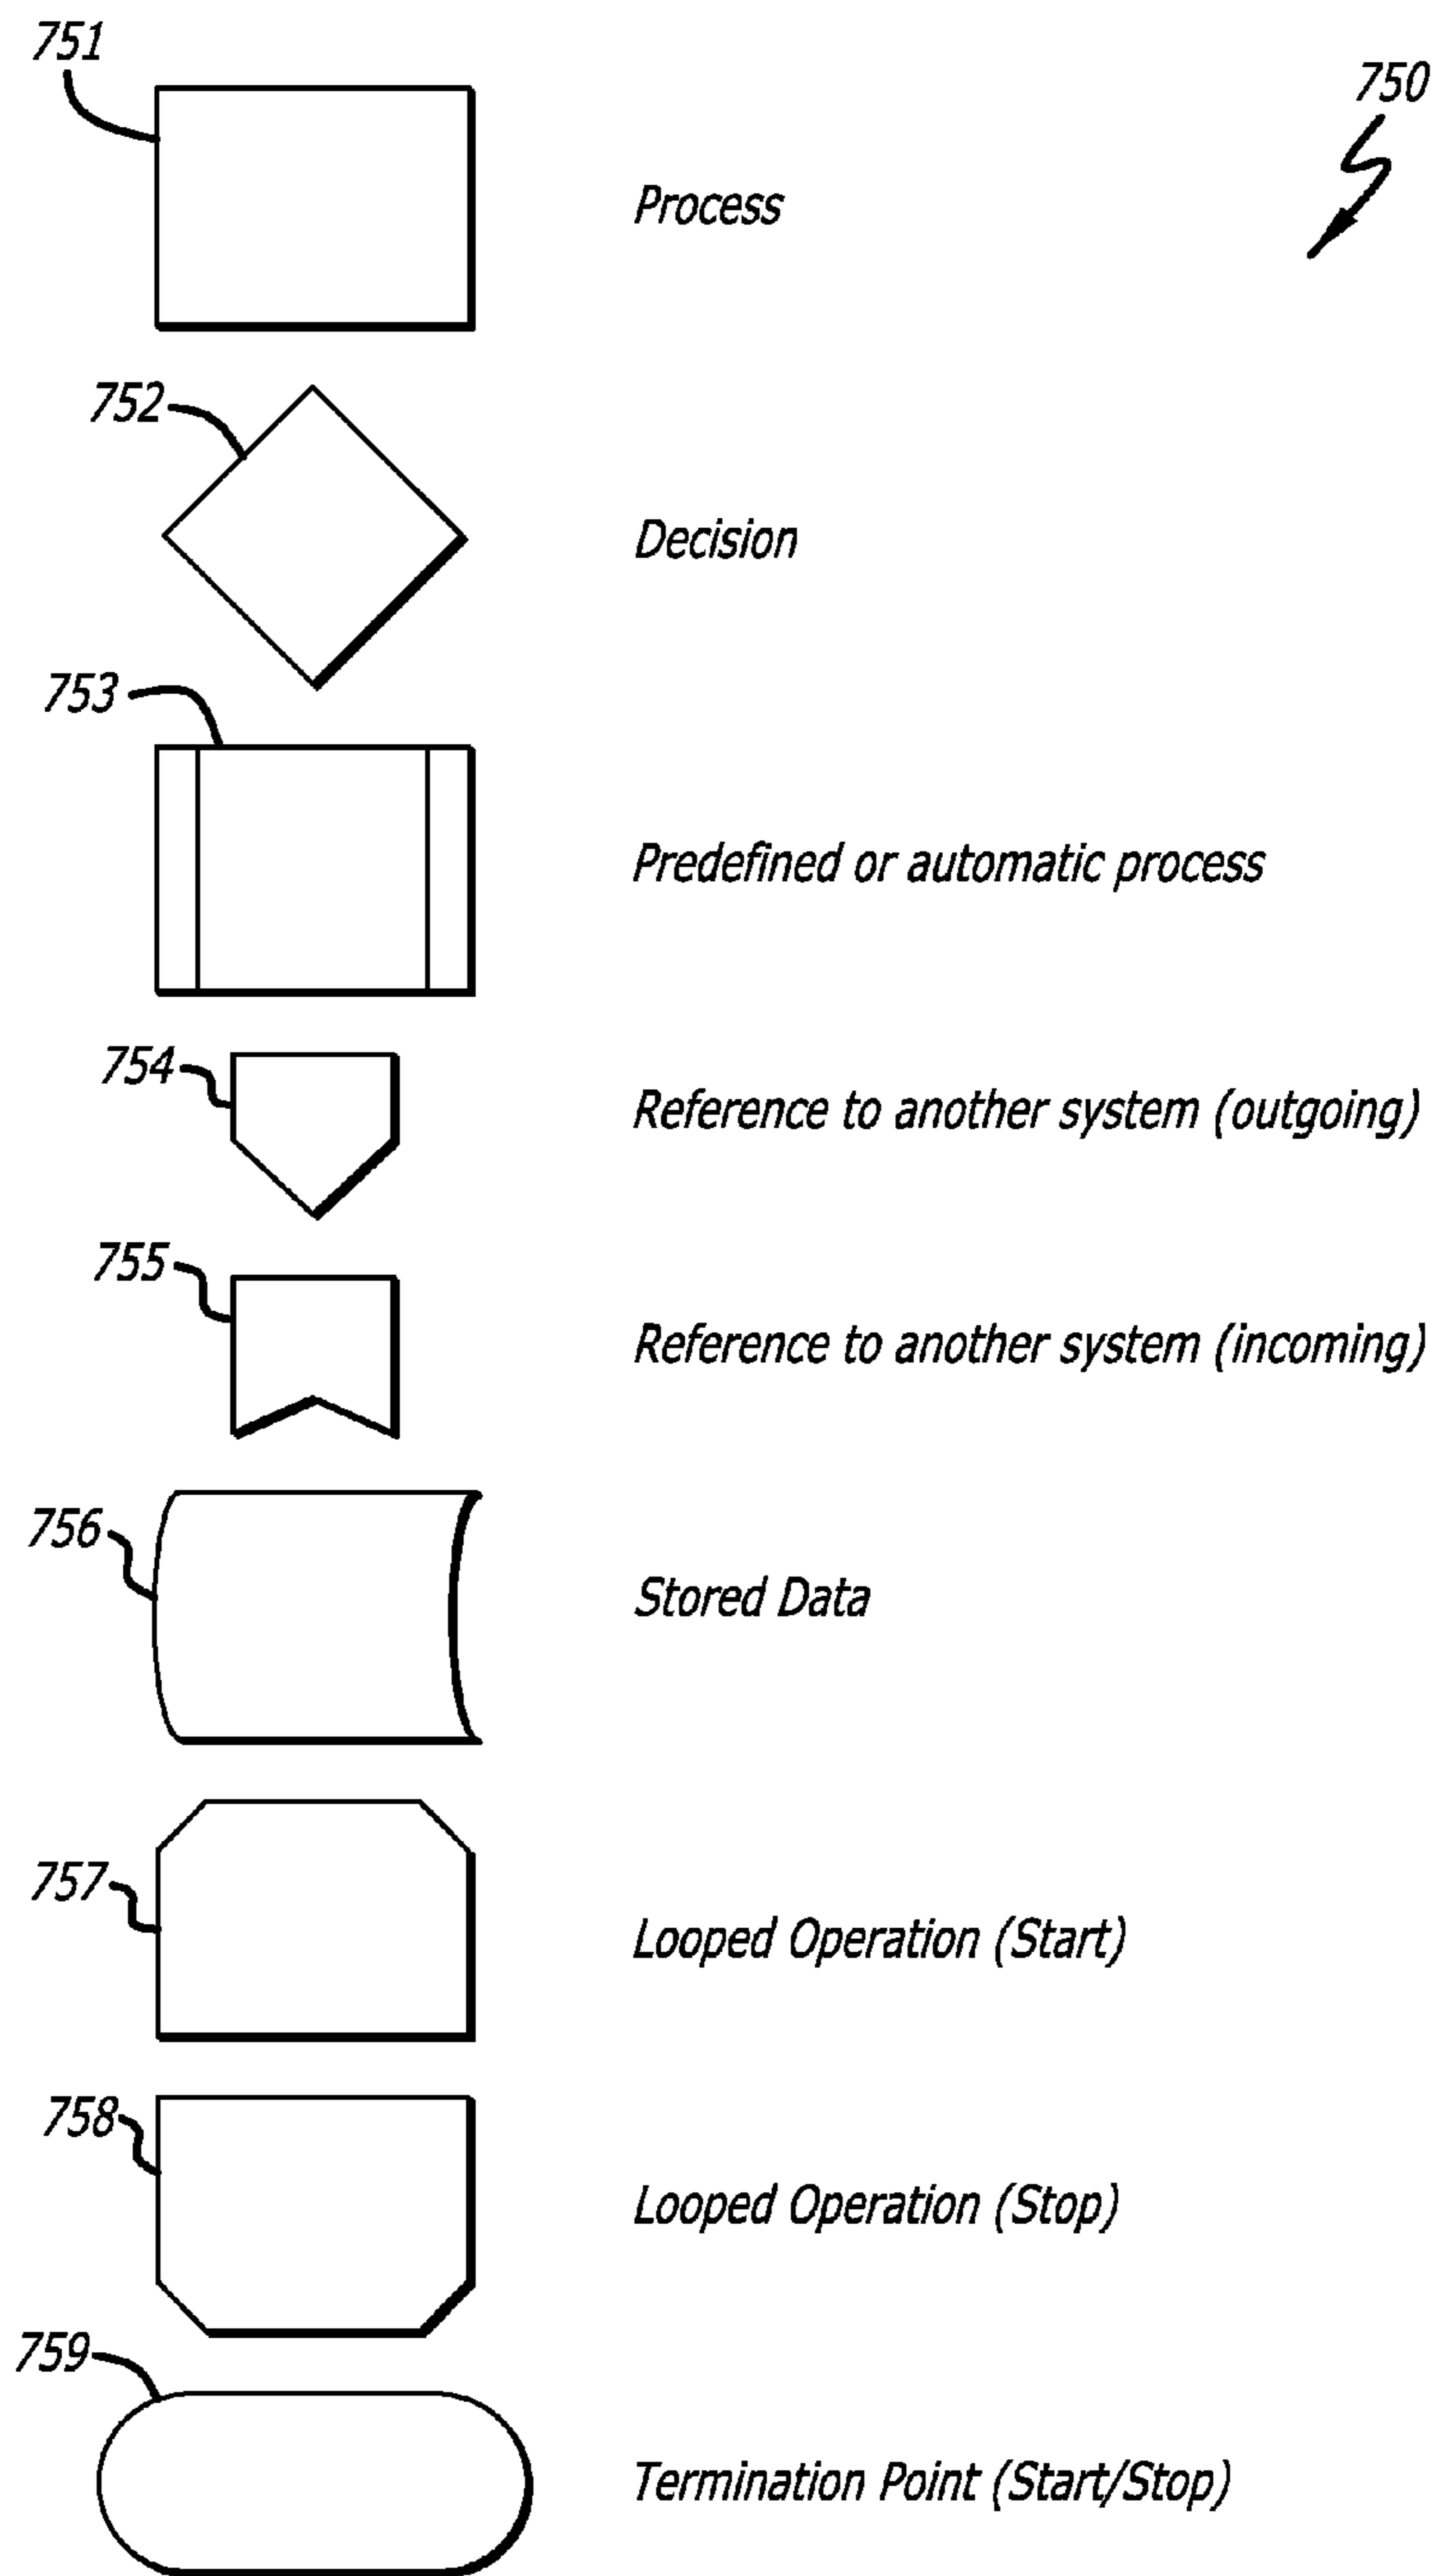 751
750
Process
752
Decision
753
Predefined or automatic process
754
Reference to another system (outgoing)
755
Reference to another system (incoming)
756
Stored Data
757
Looped Operation (Start)
758
Looped Operation (Stop)
759
Termination Point (Start/Stop)